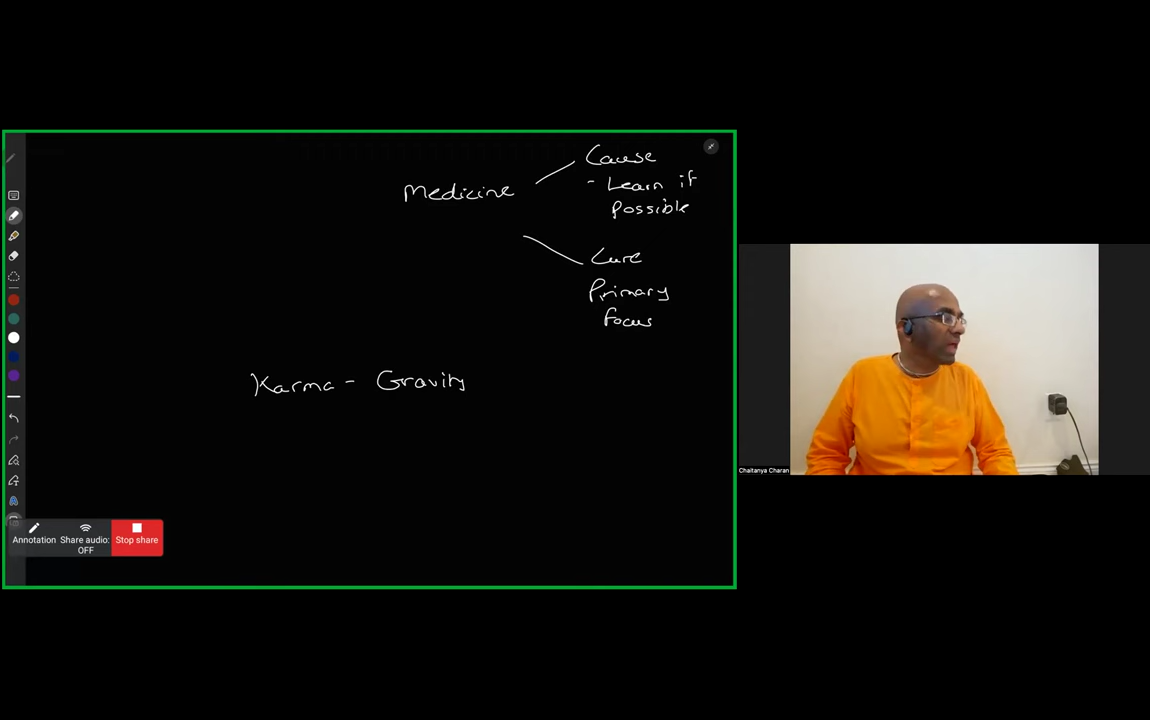 Cause
Medicine
- Learn if
possible
Cure
Primary
Focus
Karma - Gravity
Annotation
Share audio:
OFF
Stop share
Chaitanya Charan